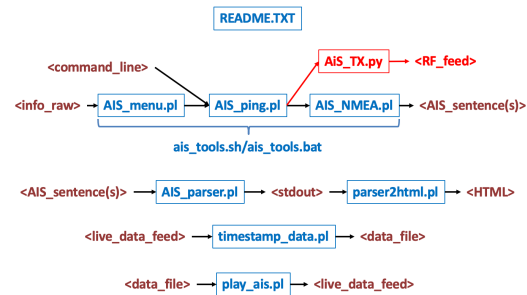 README.TXT
<command_line>
AiS_TX.py
<RF_feed>
<info_raw>
AIS_menu.pl
AIS_ping.pl
AIS_NMEA.pl
<AIS_sentence(s)>
ais_tools.sh/ais_tools.bat
<AIS_sentence(s)>
AIS_parser.pl
<stdout>
parser2html.pl
<HTML>
<live_data_feed>
timestamp_data.pl
<data_file>
<data_file>
play_ais.pl
<live_data_feed>